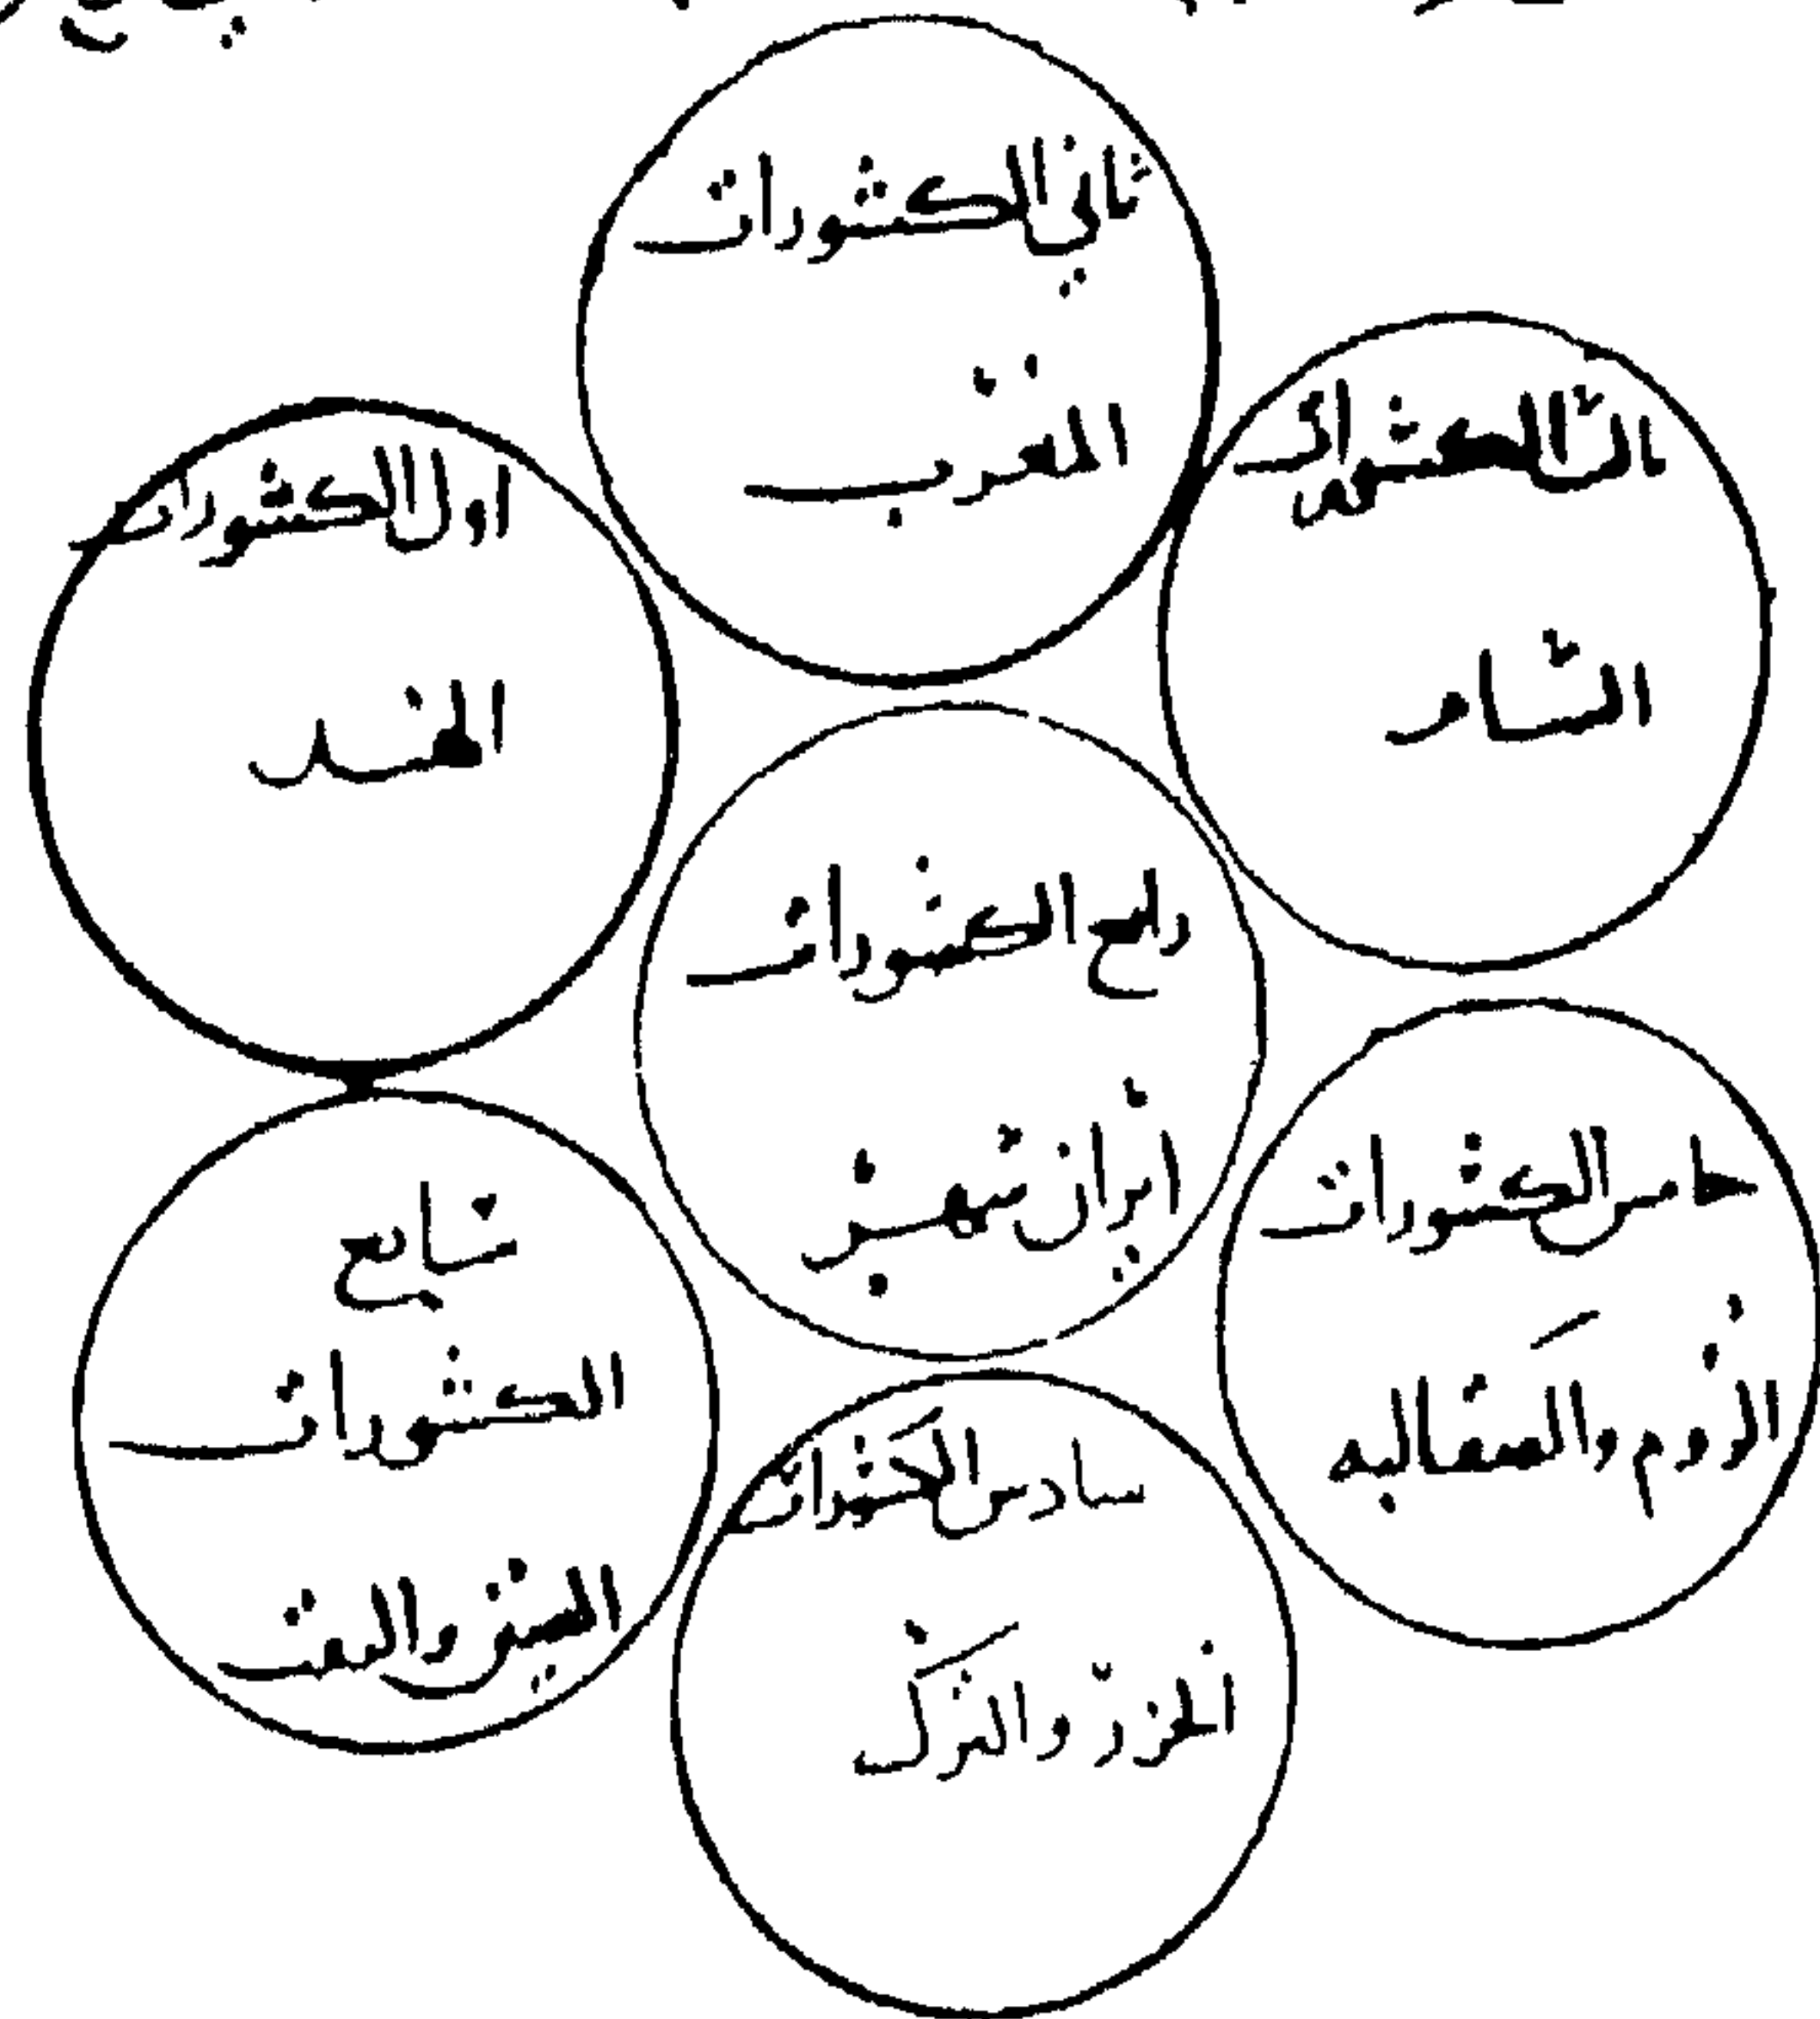 ثاني الكشورات
المغرب
ثالث الكشورات
الشام
اول الكشورات
الهند
رابع الكشورات
ايران شهر
خامس الكشورات
الروم والصقالبه
سابع
الكشورات
الصين والتبت
سادس الكشورات
الخزر والترك